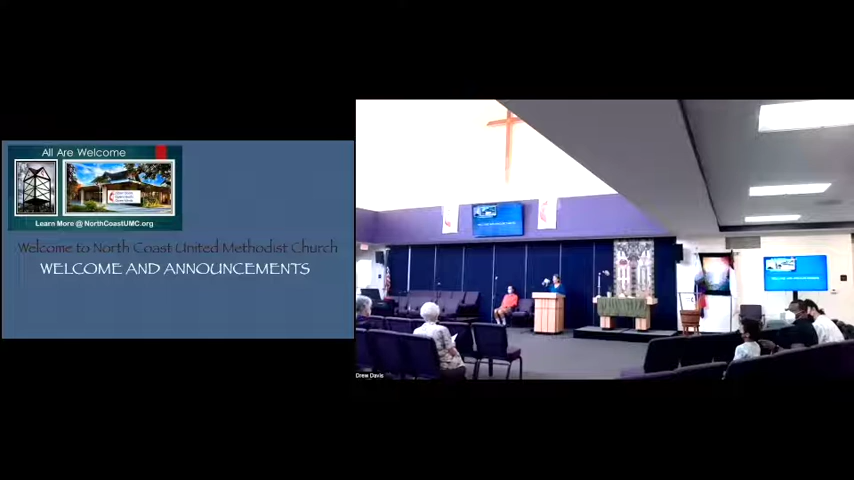 All Are Welcome
Learn More @ NorthCoastUMC.org
Welcome to North Coast United Methodist Church
WELCOME AND ANNOUNCEMENTS
Drew Davis